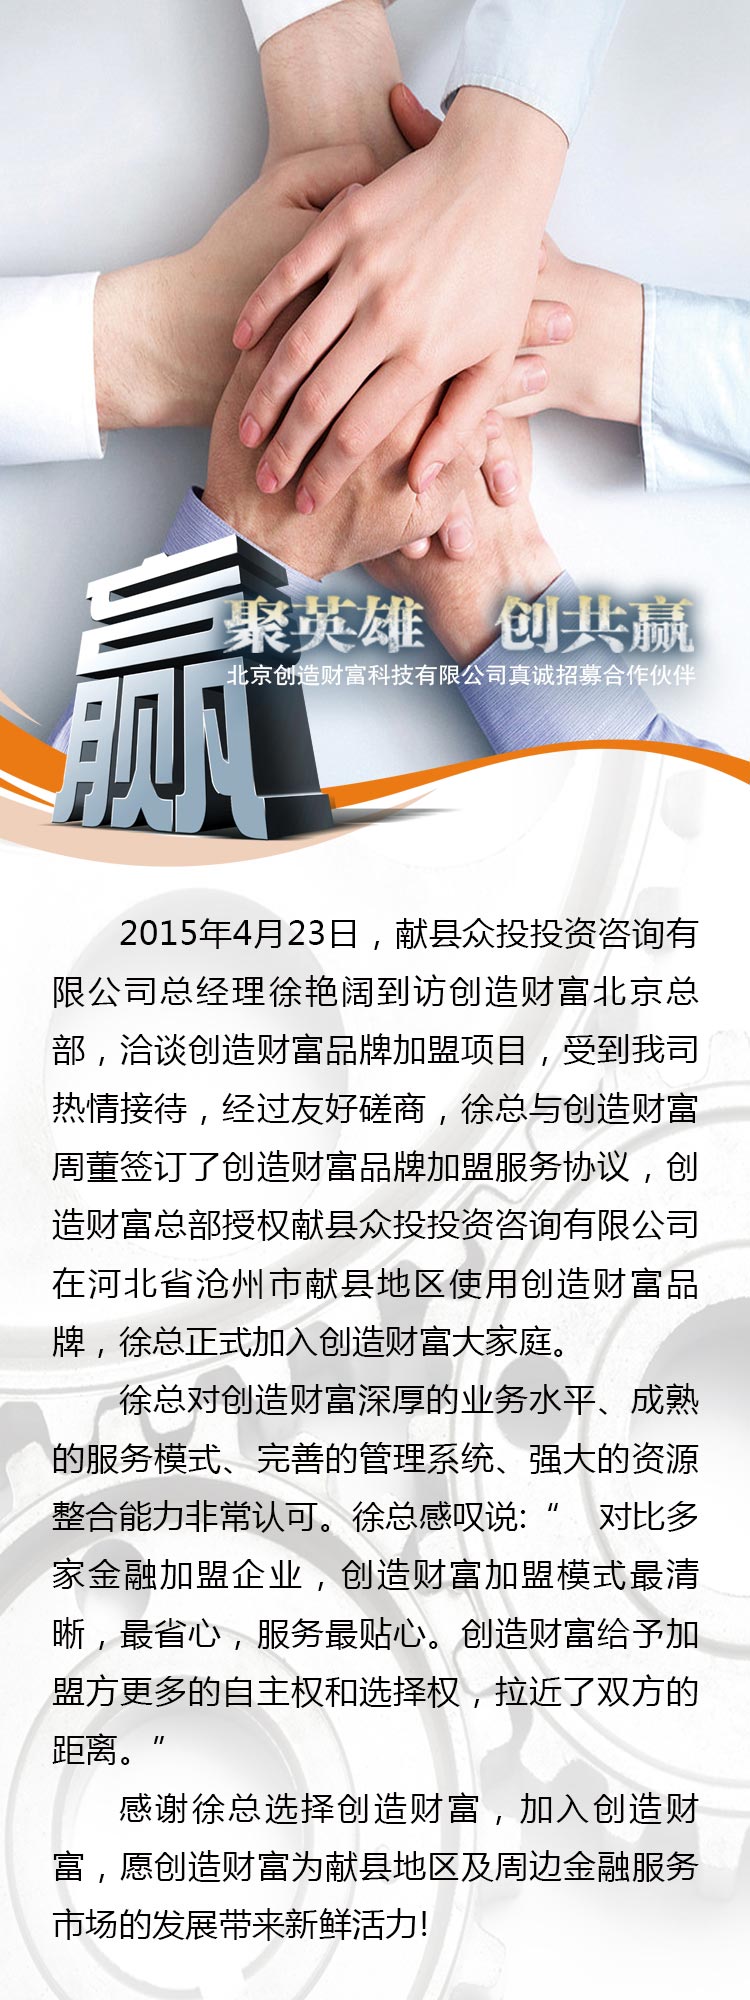 赢
聚英雄 创共赢
北京创造财富科技有限公司真诚招募合作伙伴
2015年4月23日，献县众投投资咨询有
限公司总经理徐艳阔到访创造财富北京总
部，洽谈创造财富品牌加盟项目，受到我司
热情接待，经过友好磋商，徐总与创造财富
周董签订了创造财富品牌加盟服务协议，创
造财富总部授权献县众投投资咨询有限公司
在河北省沧州市献县地区使用创造财富品
牌，徐总正式加入创造财富大家庭。
徐总对创造财富深厚的业务水平、成熟
的服务模式、完善的管理系统、强大的资源
整合能力非常认可。徐总感叹说:“ 对比多
家金融加盟企业，创造财富加盟模式最清
晰，最省心，服务最贴心。创造财富给予加
盟方更多的自主权和选择权，拉近了双方的
距离。”
感谢徐总选择创造财富，加入创造财
富，愿创造财富为献县地区及周边金融服务
市场的发展带来新鲜活力!